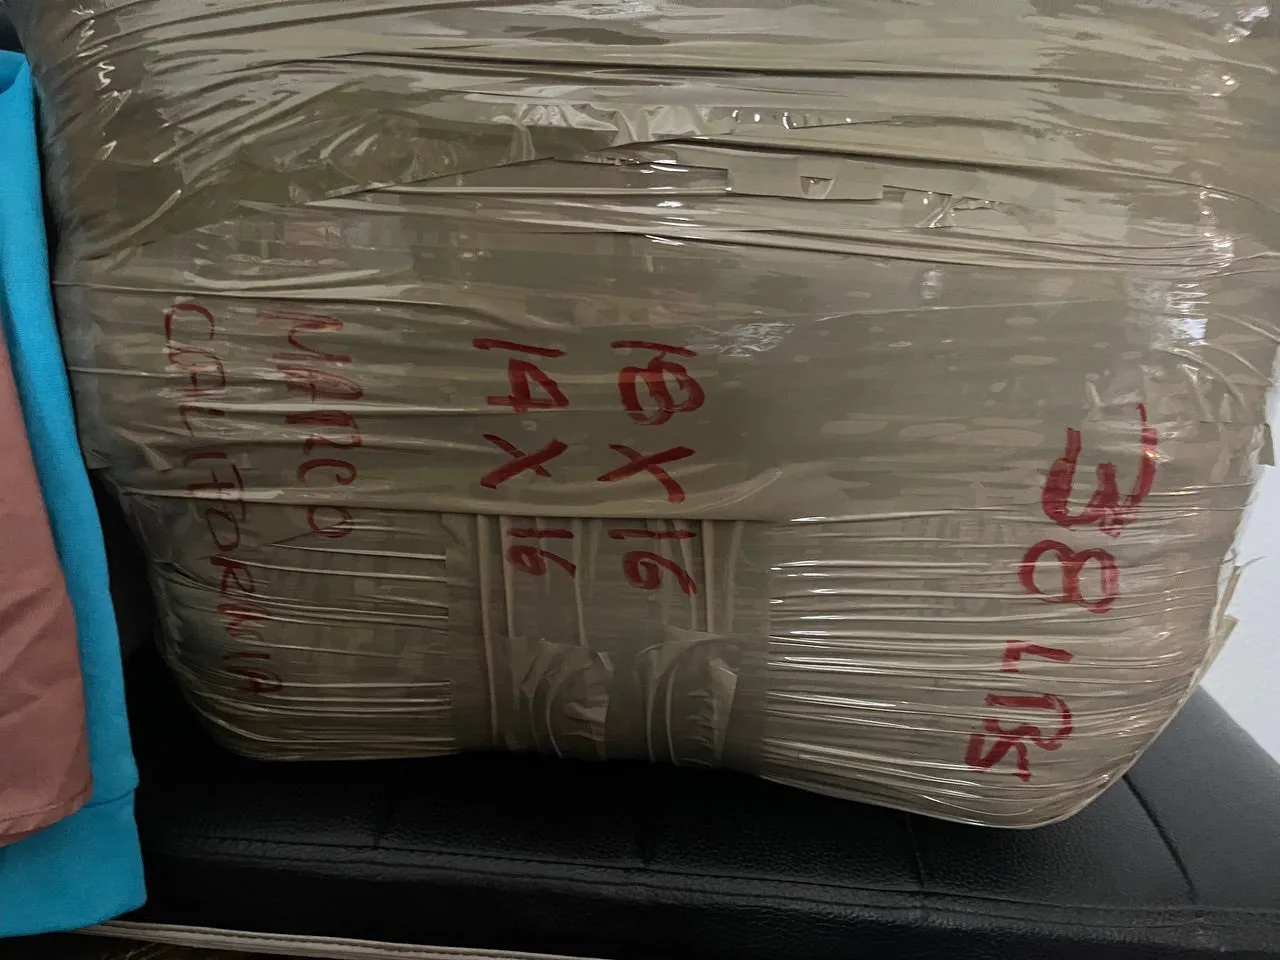 38 LBS
18 X 16
14 X 16
MARCO
CALIFORNIA